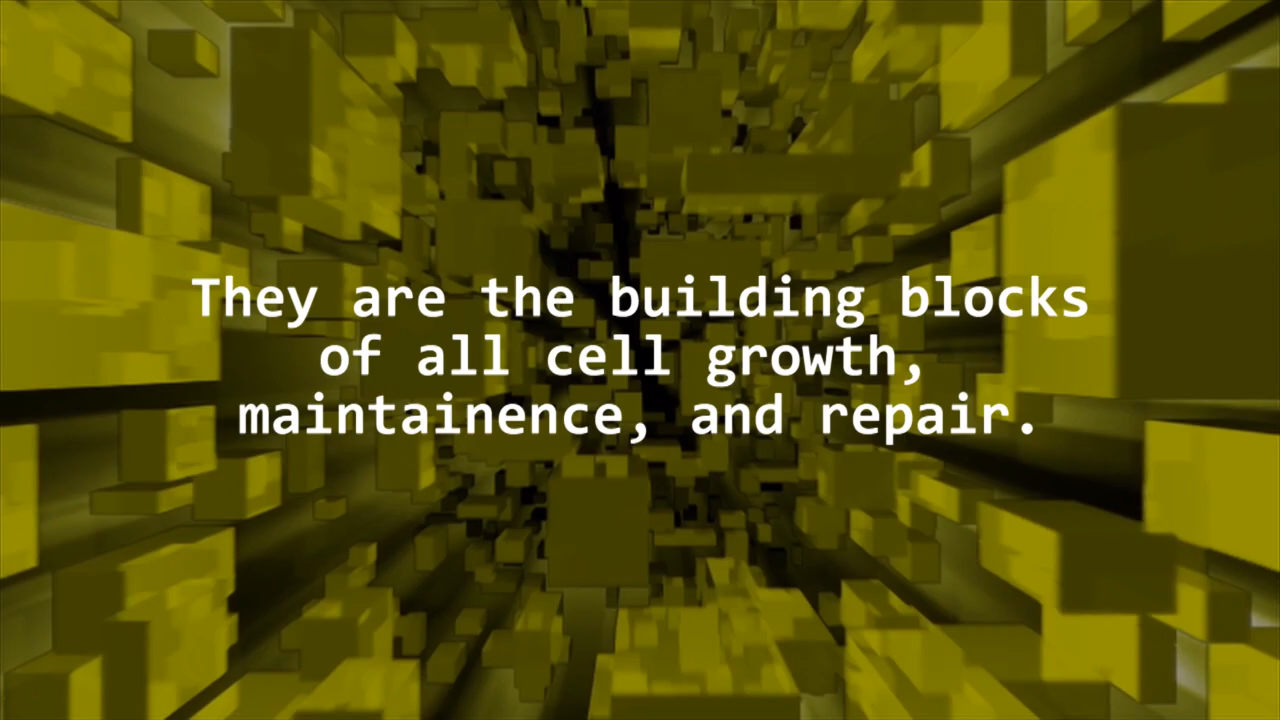 They are the building blocks
of all cell growth,
maintainence, and repair.